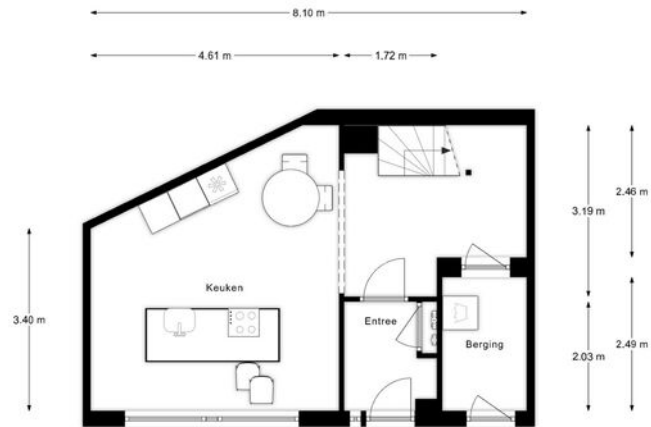 8.10 m
4.61 m
1.72 m
3.19 m
2.46 m
3.40 m
Keuken
Entree
Berging
2.03 m
2.49 m